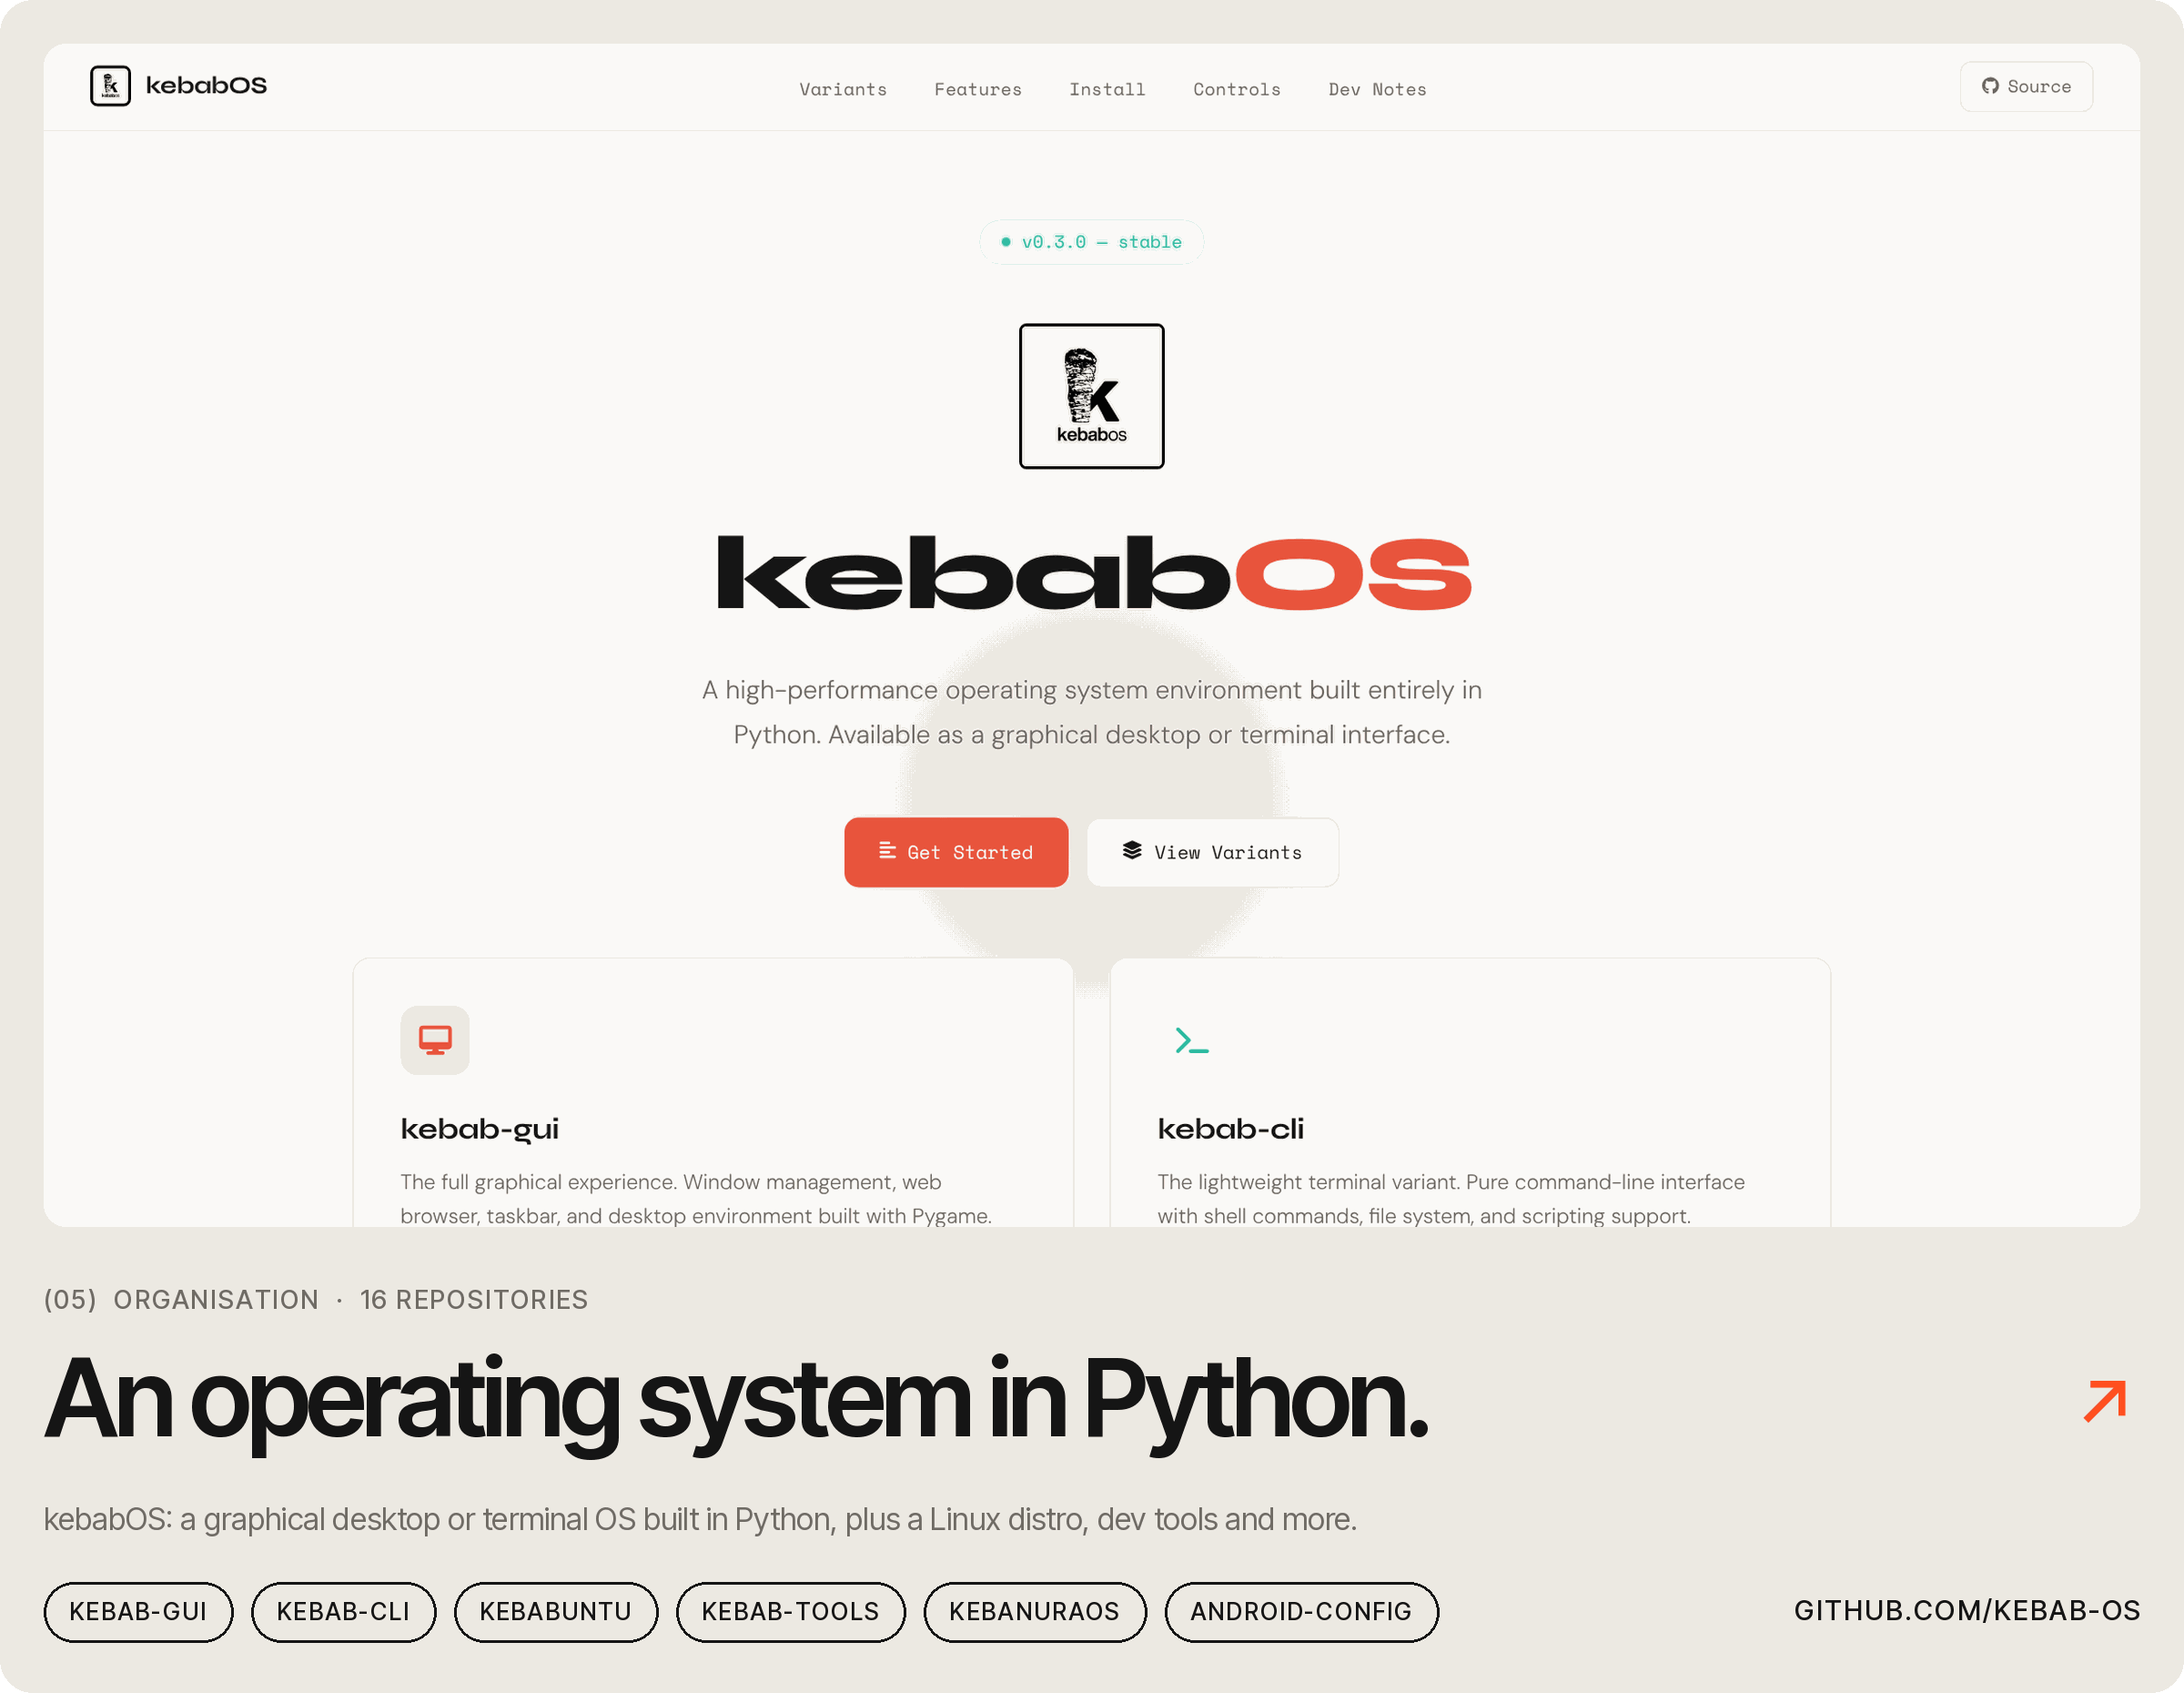 kebabOS
Variants Features Install Controls Dev Notes
Source
v0.3.0 — stable
k
kebabos
kebabOS
A high-performance operating system environment built entirely in
Python. Available as a graphical desktop or terminal interface.
Get Started
View Variants
kebab-gui
The full graphical experience. Window management, web
browser, taskbar, and desktop environment built with Pygame.
kebab-cli
The lightweight terminal variant. Pure command-line interface
with shell commands, file system, and scripting support.
(05) ORGANISATION · 16 REPOSITORIES
An operating system in Python.
kebabOS: a graphical desktop or terminal OS built in Python, plus a Linux distro, dev tools and more.
KEBAB-GUI KEBAB-CLI KEBABUNTU KEBAB-TOOLS KEBANURAOS ANDROID-CONFIG
GITHUB.COM/KEBAB-OS